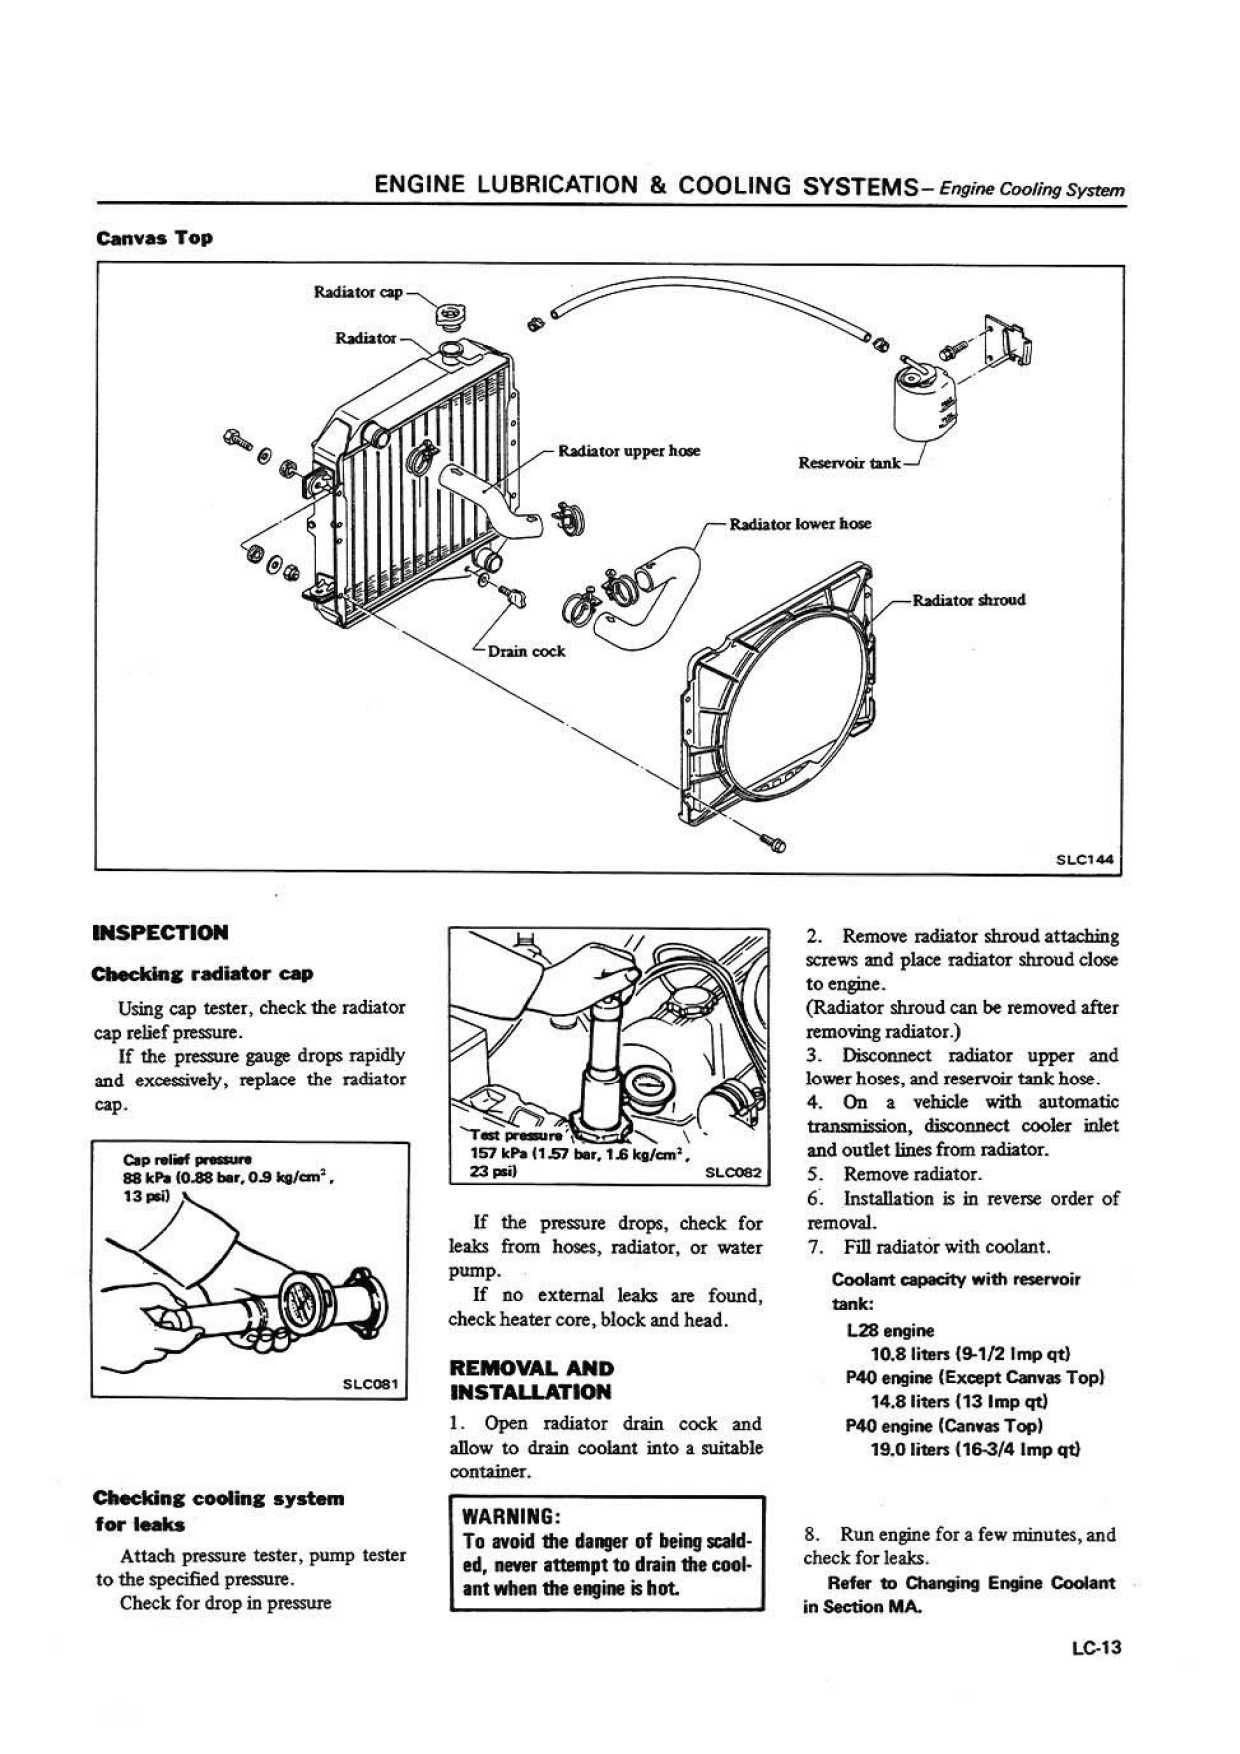 ENGINE LUBRICATION & COOLING SYSTEMS– Engine Cooling System
Canvas Top
Radiator cap
Radiator
Radiator upper hose
Reservoir tank
Radiator lower hose
Radiator shroud
Drain cock
SLC144
INSPECTION
Checking radiator cap
Using cap tester, check the radiator
cap relief pressure.
If the pressure gauge drops rapidly
and excessively, replace the radiator
cap.
Cap relief pressure
88 kPa (0.88 bar, 0.9 kg/cm²,
13 psi)
SLC081
Checking cooling system
for leaks
Attach pressure tester, pump tester
to the specified pressure.
Check for drop in pressure
Test pressure
157 kPa (1.57 bar, 1.6 kg/cm²,
23 psi)
SLC082
If the pressure drops, check for
leaks from hoses, radiator, or water
pump.
If no external leaks are found,
check heater core, block and head.
REMOVAL AND
INSTALLATION
1. Open radiator drain cock and
allow to drain coolant into a suitable
container.
WARNING:
To avoid the danger of being scald-
ed, never attempt to drain the cool-
ant when the engine is hot.
2. Remove radiator shroud attaching
screws and place radiator shroud close
to engine.
(Radiator shroud can be removed after
removing radiator.)
3. Disconnect radiator upper and
lower hoses, and reservoir tank hose.
4. On a vehicle with automatic
transmission, disconnect cooler inlet
and outlet lines from radiator.
5. Remove radiator.
6. Installation is in reverse order of
removal.
7. Fill radiator with coolant.
Coolant capacity with reservoir
tank:
L28 engine
10.8 liters (9-1/2 Imp qt)
P40 engine (Except Canvas Top)
14.8 liters (13 Imp qt)
P40 engine (Canvas Top)
19.0 liters (16-3/4 Imp qt)
8. Run engine for a few minutes, and
check for leaks.
Refer to Changing Engine Coolant
in Section MA.
LC-13